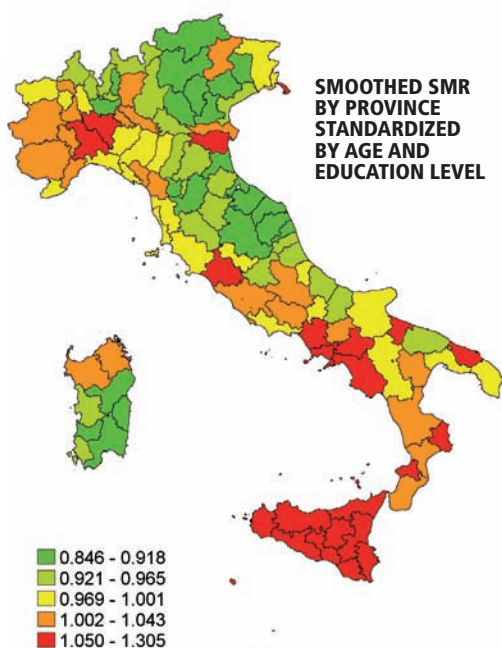 SMOOTHED SMR
BY PROVINCE
STANDARDIZED
BY AGE AND
EDUCATION LEVEL
0.846 - 0.918
0.921 - 0.965
0.969 - 1.001
1.002 - 1.043
1.050 - 1.305